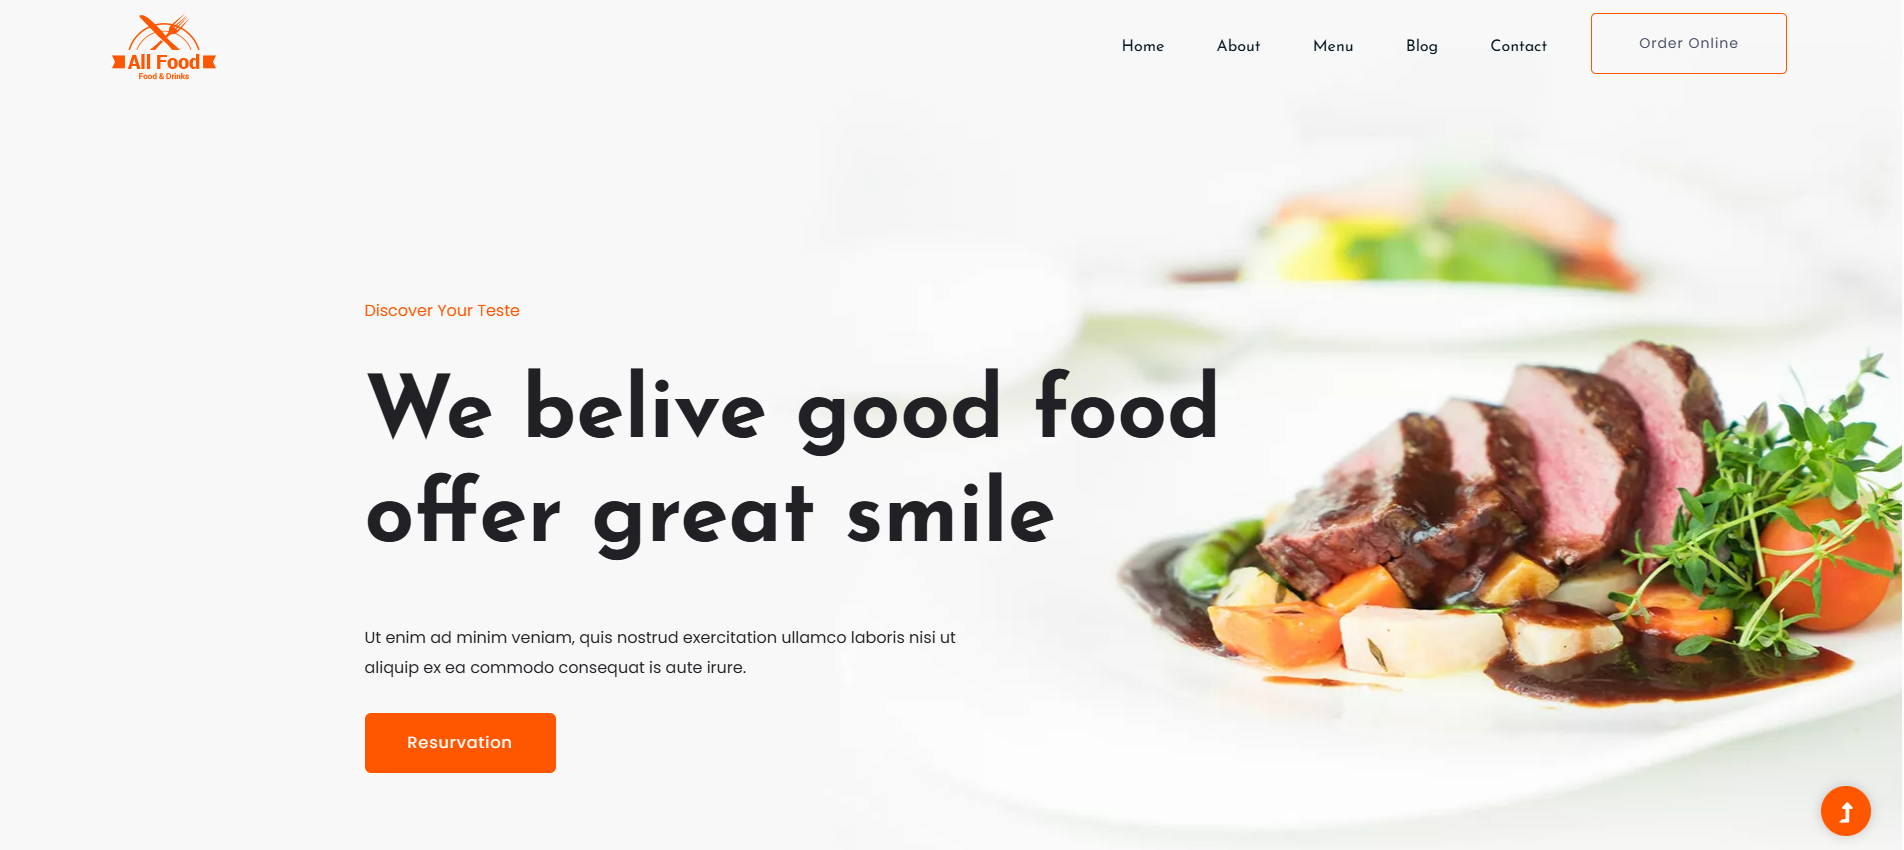 All Food
Food & Drinks
Home
About
Menu
Blog
Contact
Order Online
Discover Your Teste
We belive good food
offer great smile
Ut enim ad minim veniam, quis nostrud exercitation ullamco laboris nisi ut
aliquip ex ea commodo consequat is aute irure.
Resurvation